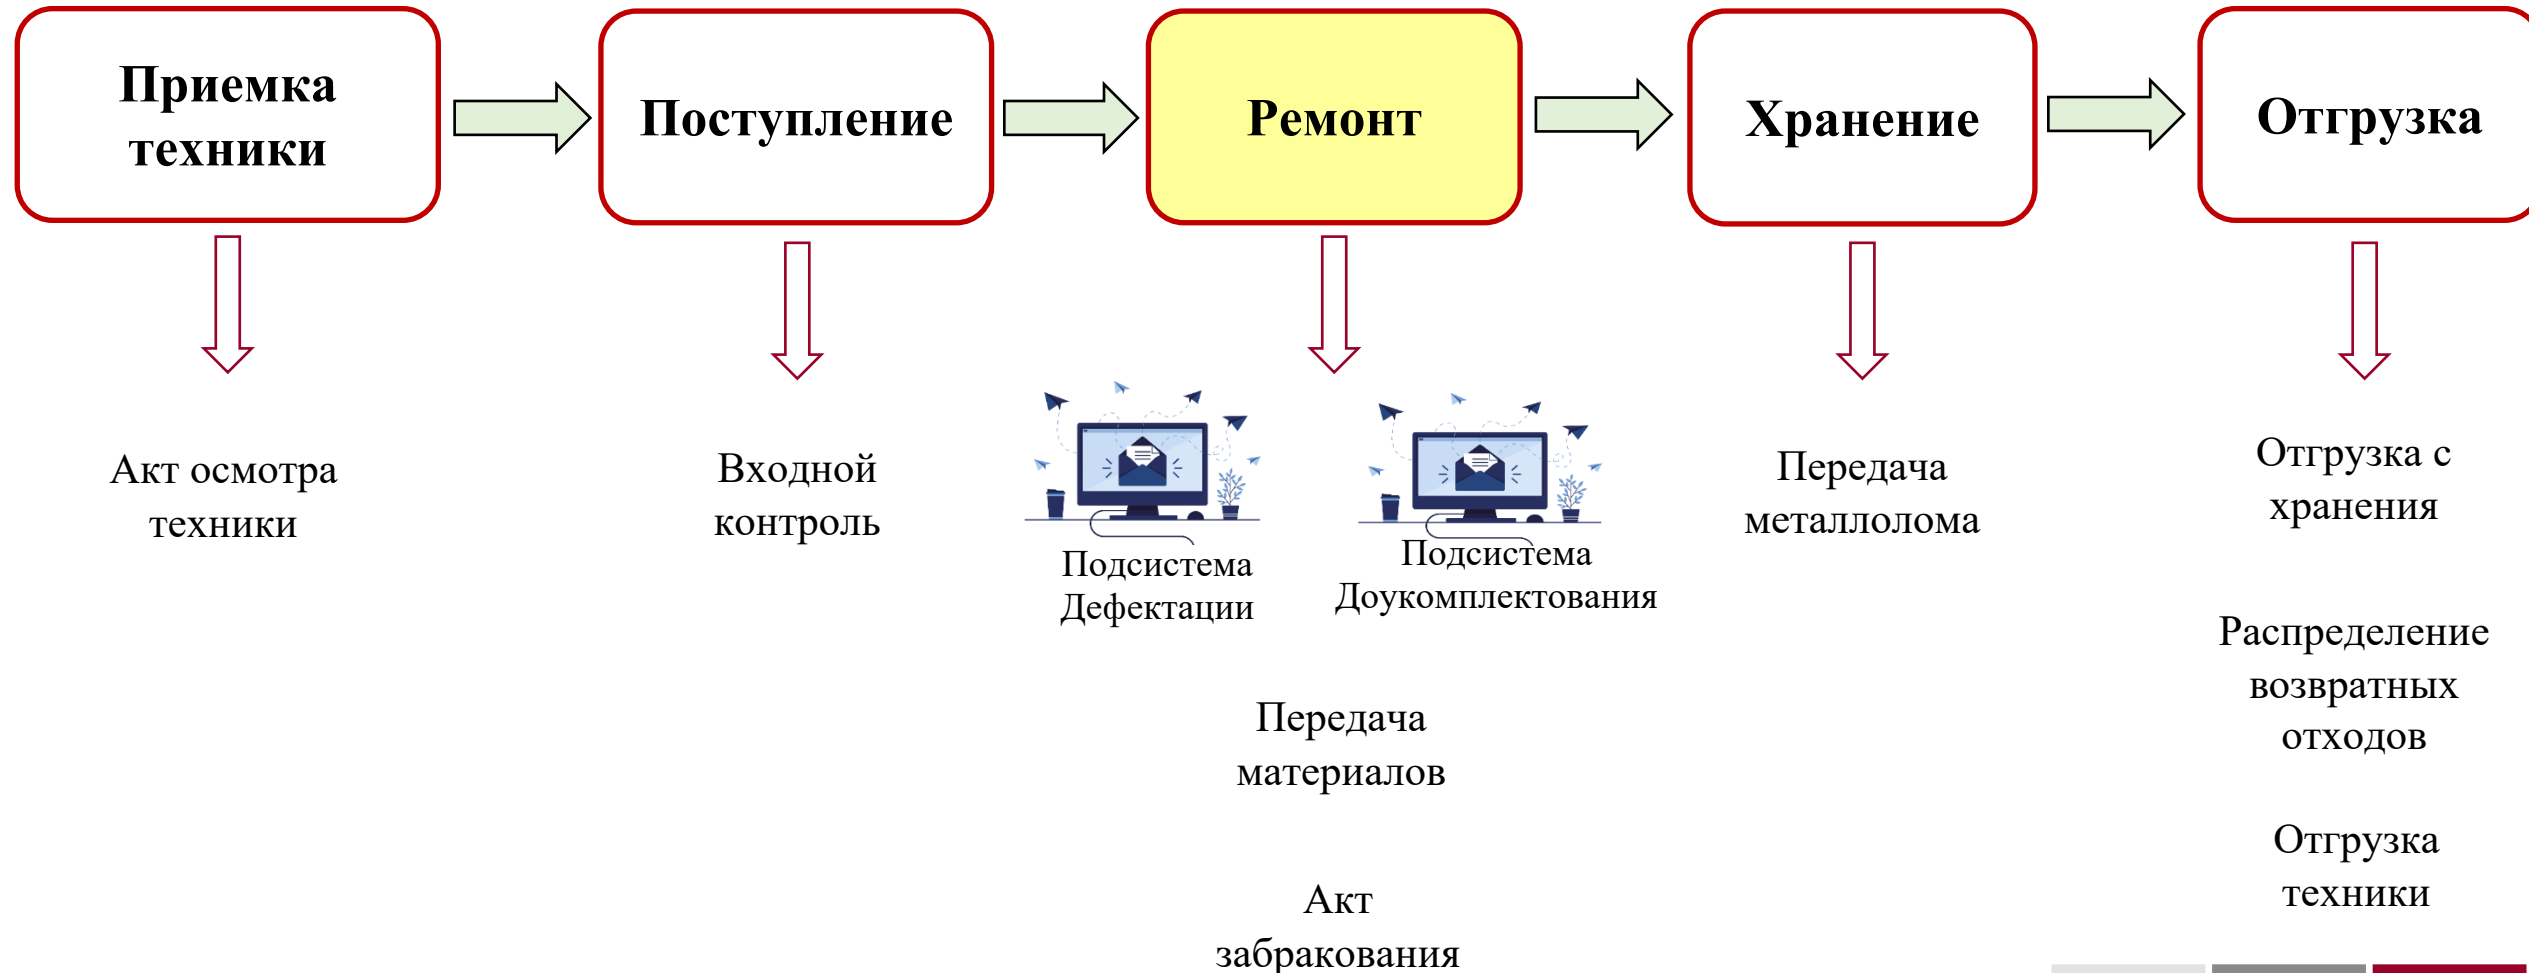 Приемка
техники
Поступление
Ремонт
Хранение
Отгрузка
Акт осмотра
техники
Входной
контроль
Подсистема
Дефектации
Подсистема
Доукомплектования
Передача
материалов
Акт
забракования
Передача
металлолома
Отгрузка с
хранения
Распределение
возвратных
отходов
Отгрузка
техники